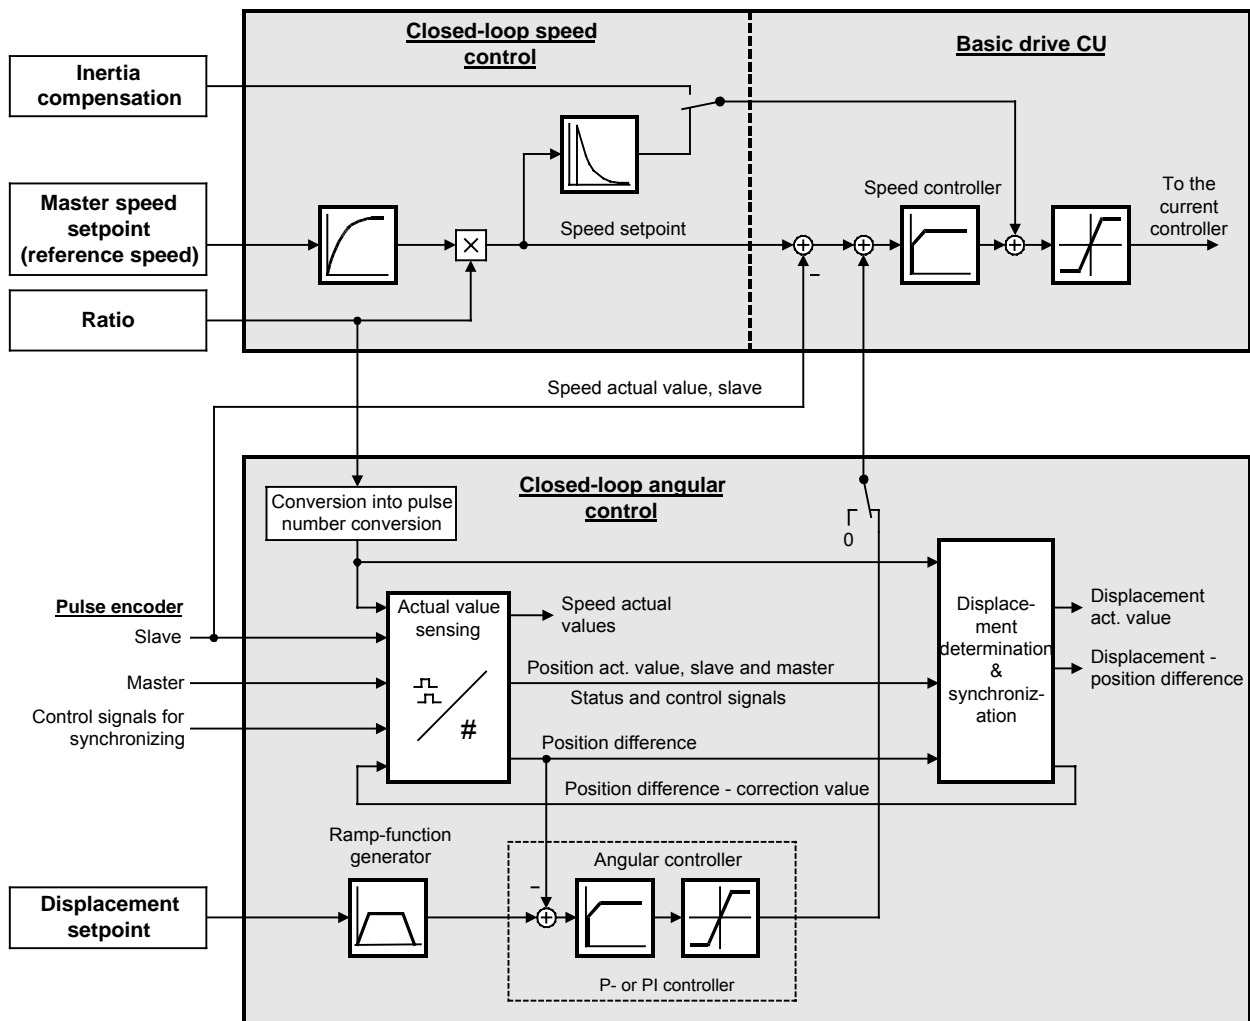 Closed-loop speed
control
Basic drive CU
Inertia
compensation
Master speed
setpoint
(reference speed)
Speed setpoint
Speed controller
To the
current
controller
×
+
+
+
–
Ratio
Speed actual value, slave
Closed-loop angular
control
Conversion into pulse
number conversion
0
Pulse encoder
Slave
Master
Control signals for
synchronizing
Actual value
sensing
#
Speed actual
values
Position act. value, slave and master
Status and control signals
Position difference
Position difference - correction value
Displace-
ment
determination
&
synchroniz-
ation
Displacement
act. value
Displacement -
position difference
Ramp-function
generator
Angular controller
–
+
P- or PI controller
Displacement
setpoint